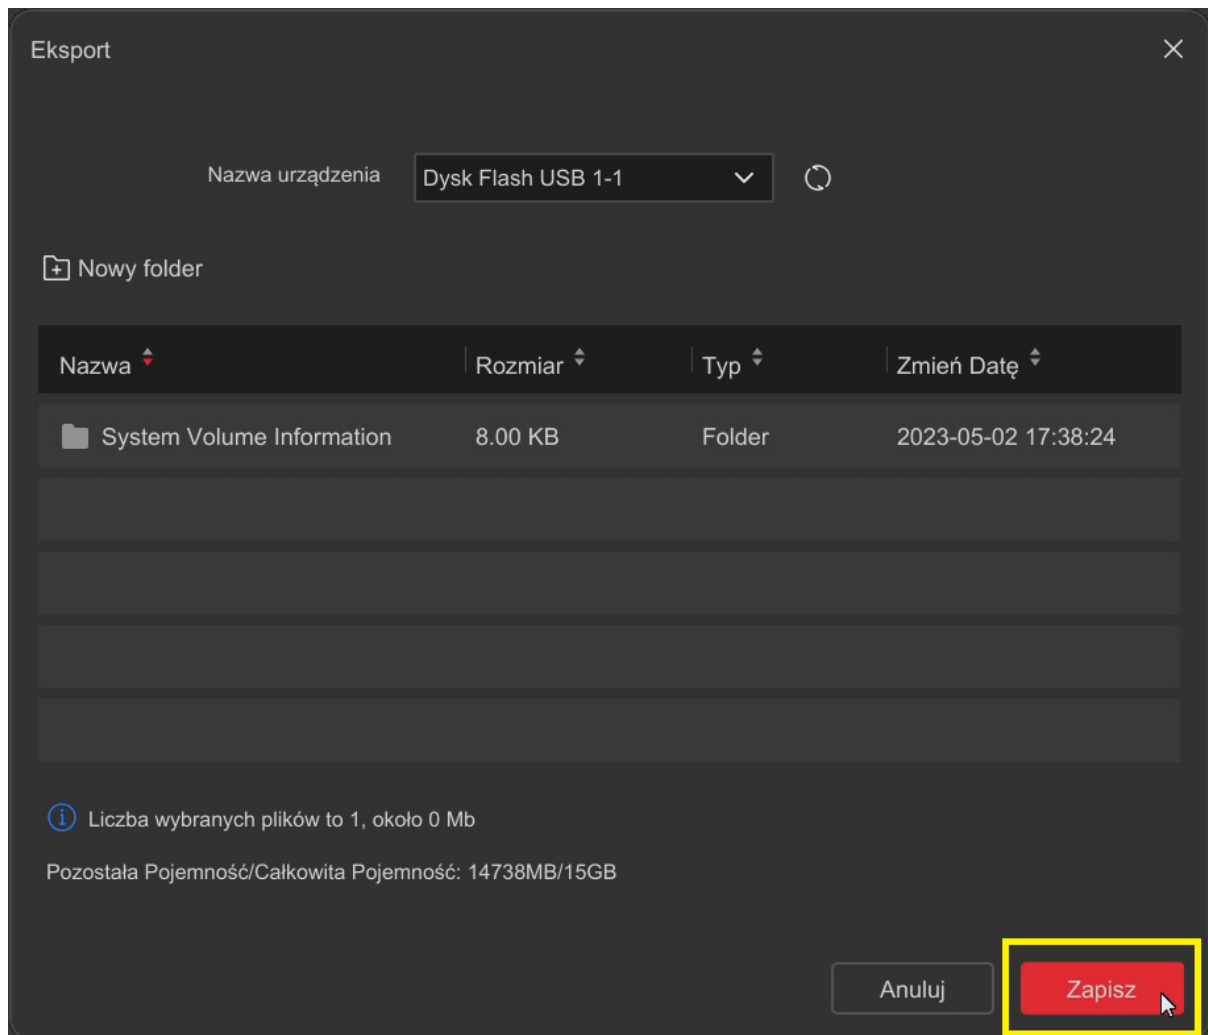 Eksport
Nazwa urządzenia Dysk Flash USB 1-1
Nowy folder
Nazwa Rozmiar Typ Zmień Datę
System Volume Information 8.00 KB Folder 2023-05-02 17:38:24
Liczba wybranych plików to 1, około 0 Mb
Pozostała Pojemność/Całkowita Pojemność: 14738MB/15GB
Anuluj Zapisz